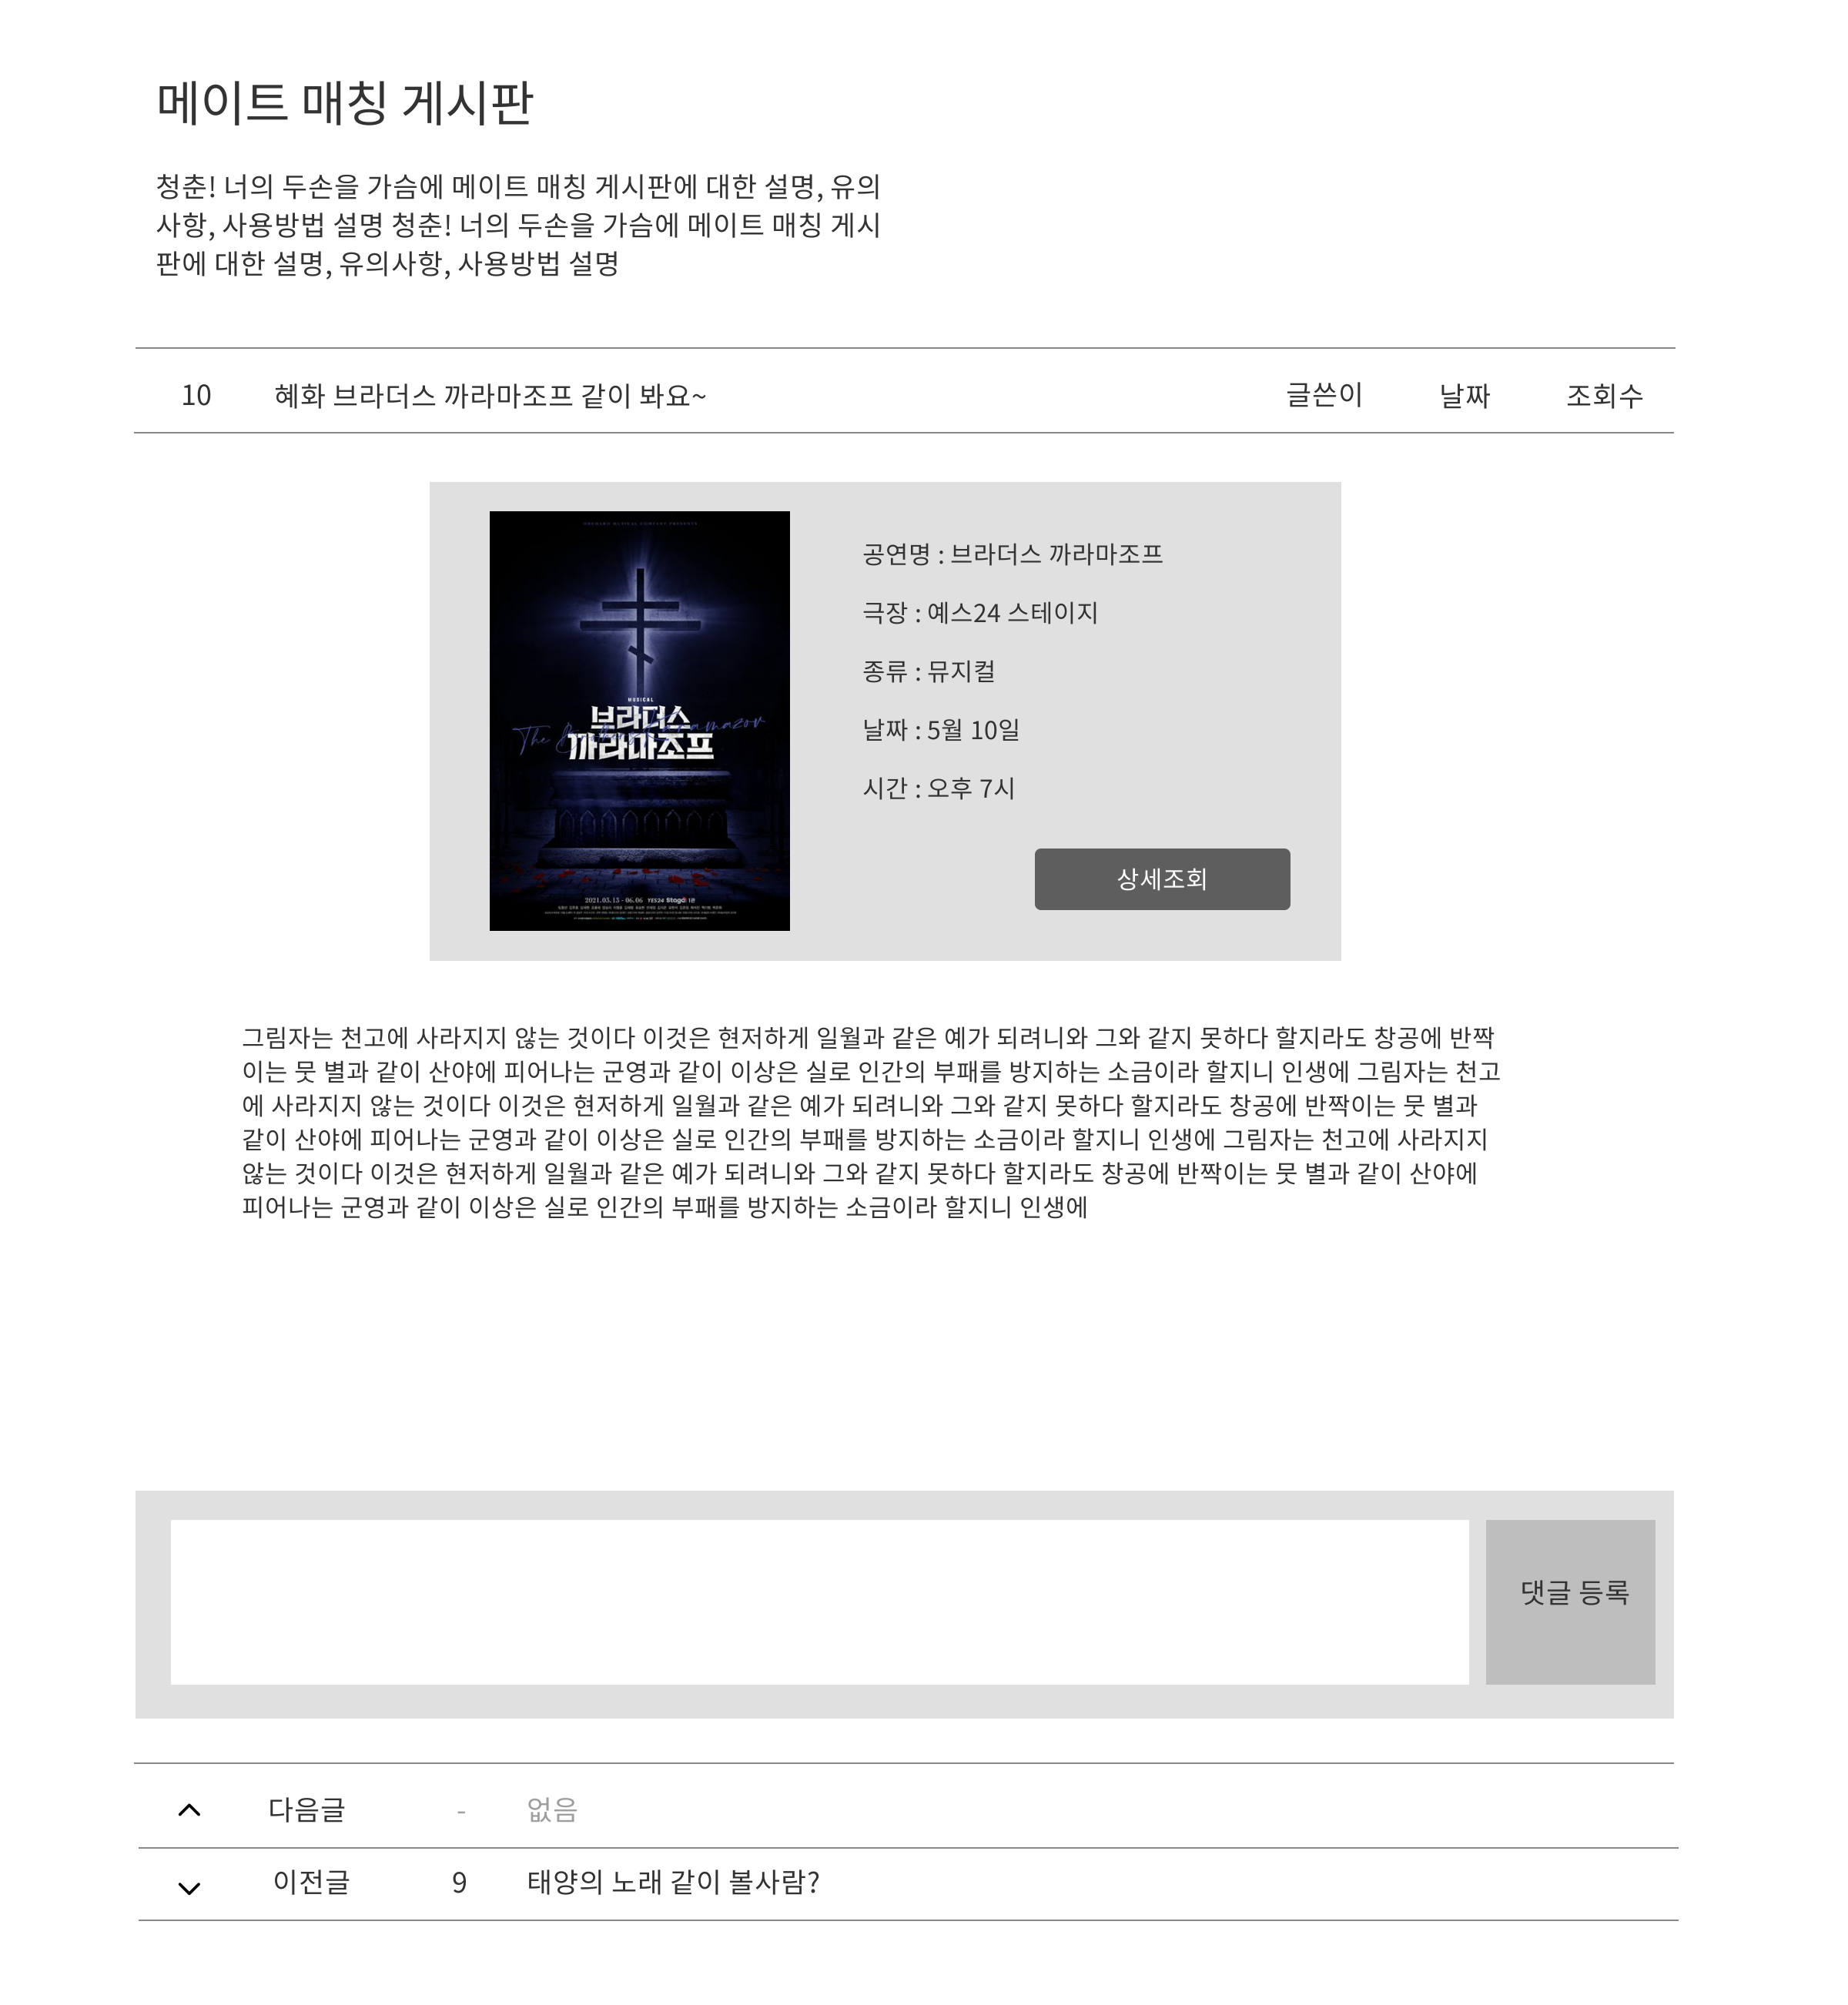 메이트 매칭 게시판
청춘! 너의 두손을 가슴에 메이트 매칭 게시판에 대한 설명, 유의
사항, 사용방법 설명 청춘! 너의 두손을 가슴에 메이트 매칭 게시
판에 대한 설명, 유의사항, 사용방법 설명
10 혜화 브라더스 까라마조프 같이 봐요~ 글쓴이 날짜 조회수
MUSICAL
브라더스
The Brothers Karamazov
까라마조프
2021.05.15 - 06.06 YES24
공연명 : 브라더스 까라마조프
극장 : 예스24 스테이지
종류 : 뮤지컬
날짜 : 5월 10일
시간 : 오후 7시
상세조회
그림자는 천고에 사라지지 않는 것이다 이것은 현저하게 일월과 같은 예가 되려니와 그와 같지 못하다 할지라도 창공에 반짝
이는 뭇 별과 같이 산야에 피어나는 군영과 같이 이상은 실로 인간의 부패를 방지하는 소금이라 할지니 인생에 그림자는 천고
에 사라지지 않는 것이다 이것은 현저하게 일월과 같은 예가 되려니와 그와 같지 못하다 할지라도 창공에 반짝이는 뭇 별과
같이 산야에 피어나는 군영과 같이 이상은 실로 인간의 부패를 방지하는 소금이라 할지니 인생에 그림자는 천고에 사라지지
않는 것이다 이것은 현저하게 일월과 같은 예가 되려니와 그와 같지 못하다 할지라도 창공에 반짝이는 뭇 별과 같이 산야에
피어나는 군영과 같이 이상은 실로 인간의 부패를 방지하는 소금이라 할지니 인생에
댓글 등록
다음글 - 없음
이전글 9 태양의 노래 같이 볼사람?